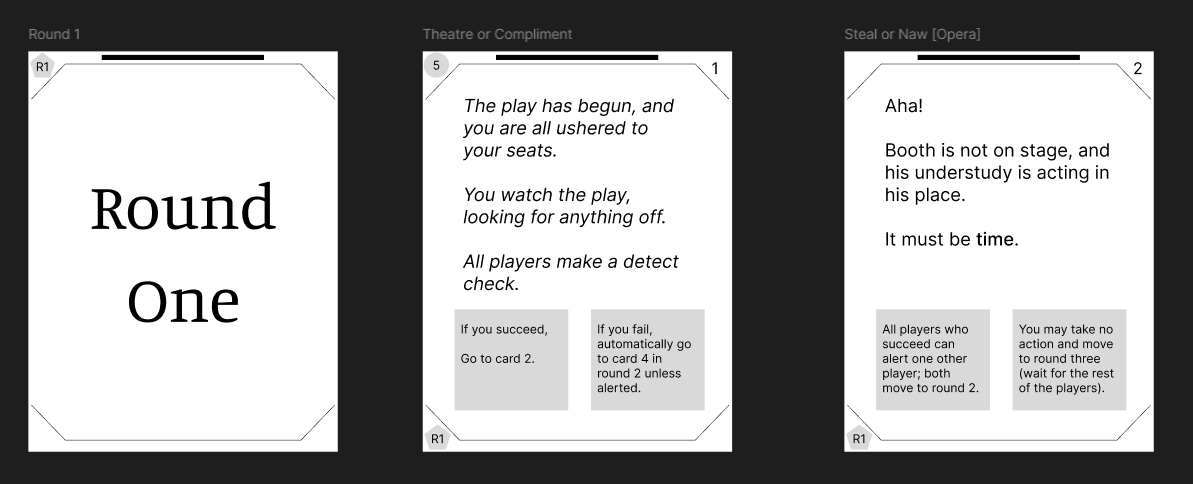 Round 1
R1
Round
One
Theatre or Compliment
5
1
The play has begun, and
you are all ushered to
your seats.
You watch the play,
looking for anything off.
All players make a detect
check.
If you succeed,
Go to card 2.
If you fail,
automatically go
to card 4 in
round 2 unless
alerted.
R1
Steal or Naw [Opera]
2
Aha!
Booth is not on stage, and
his understudy is acting in
his place.
It must be time.
All players who
succeed can
alert one other
player; both
move to round 2.
You may take no
action and move
to round three
(wait for the rest
of the players).
R1